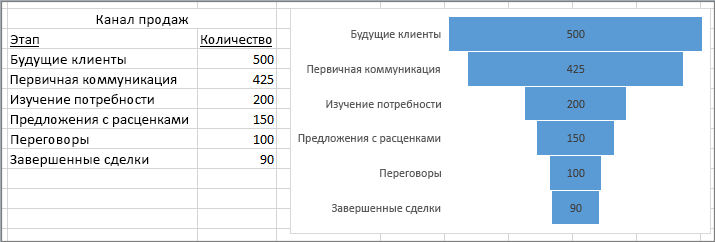 Канал продаж
Этап Количество
Будущие клиенты 500
Первичная коммуникация 425
Изучение потребности 200
Предложения с расценками 150
Переговоры 100
Завершенные сделки 90
Будущие клиенты 500
Первичная коммуникация 425
Изучение потребности 200
Предложения с расценками 150
Переговоры 100
Завершенные сделки 90